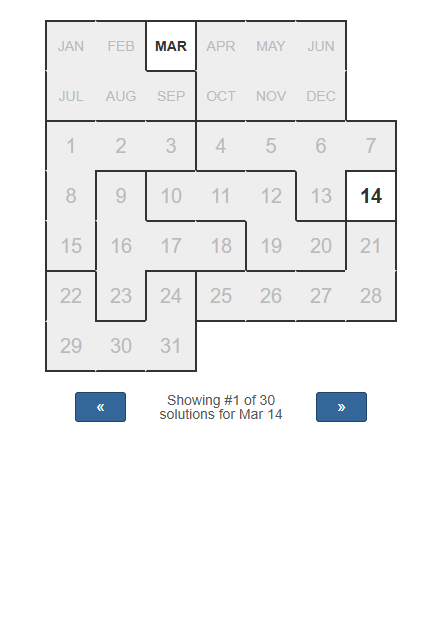 JAN FEB MAR APR MAY JUN
JUL AUG SEP OCT NOV DEC
1 2 3 4 5 6 7
8 9 10 11 12 13 14
15 16 17 18 19 20 21
22 23 24 25 26 27 28
29 30 31
« Showing #1 of 30 »
solutions for Mar 14